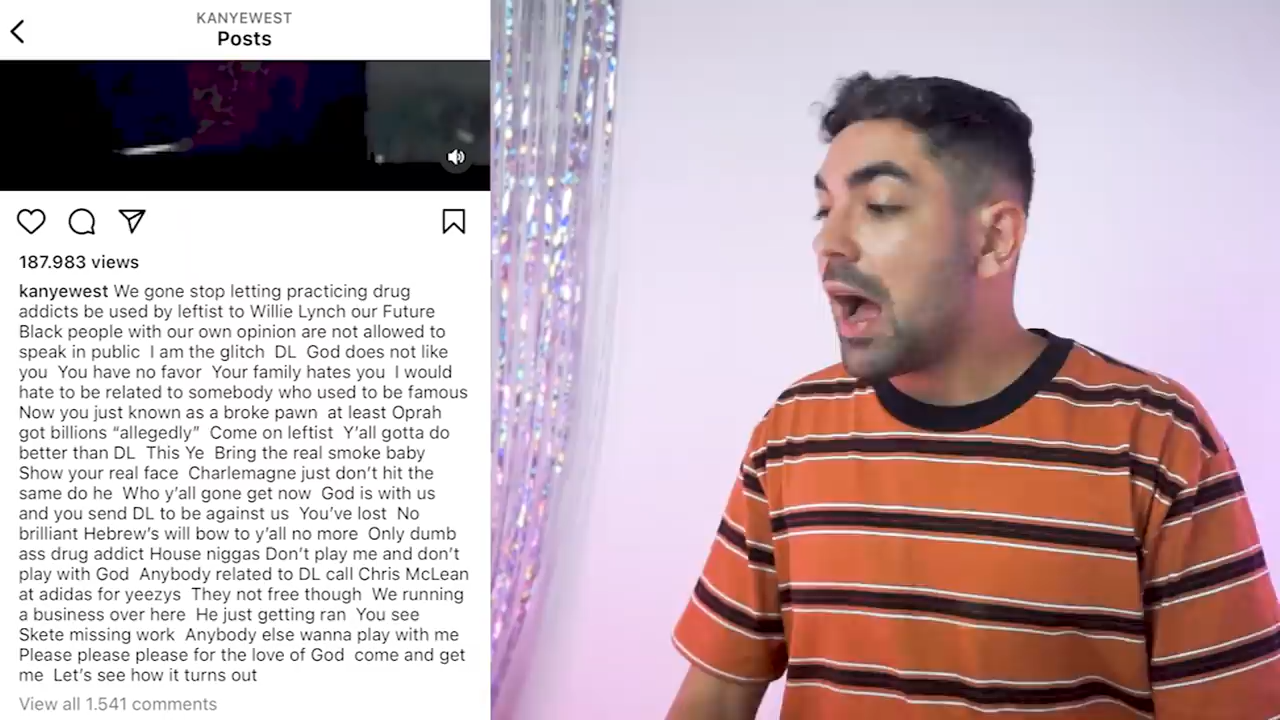 KANYEWEST
Posts
187.983 views
kanyewest We gone stop letting practicing drug
addicts be used by leftist to Willie Lynch our Future
Black people with our own opinion are not allowed to
speak in public I am the glitch DL God does not like
you You have no favor Your family hates you I would
hate to be related to somebody who used to be famous
Now you just known as a broke pawn at least Oprah
got billions “allegedly” Come on leftist Y’all gotta do
better than DL This Ye Bring the real smoke baby
Show your real face Charlemagne just don’t hit the
same do he Who y’all gone get now God is with us
and you send DL to be against us You’ve lost No
brilliant Hebrew’s will bow to y’all no more Only dumb
ass drug addict House niggas Don’t play me and don’t
play with God Anybody related to DL call Chris McLean
at adidas for yeezys They not free though We running
a business over here He just getting ran You see
Skete missing work Anybody else wanna play with me
Please please please for the love of God come and get
me Let’s see how it turns out
View all 1.541 comments